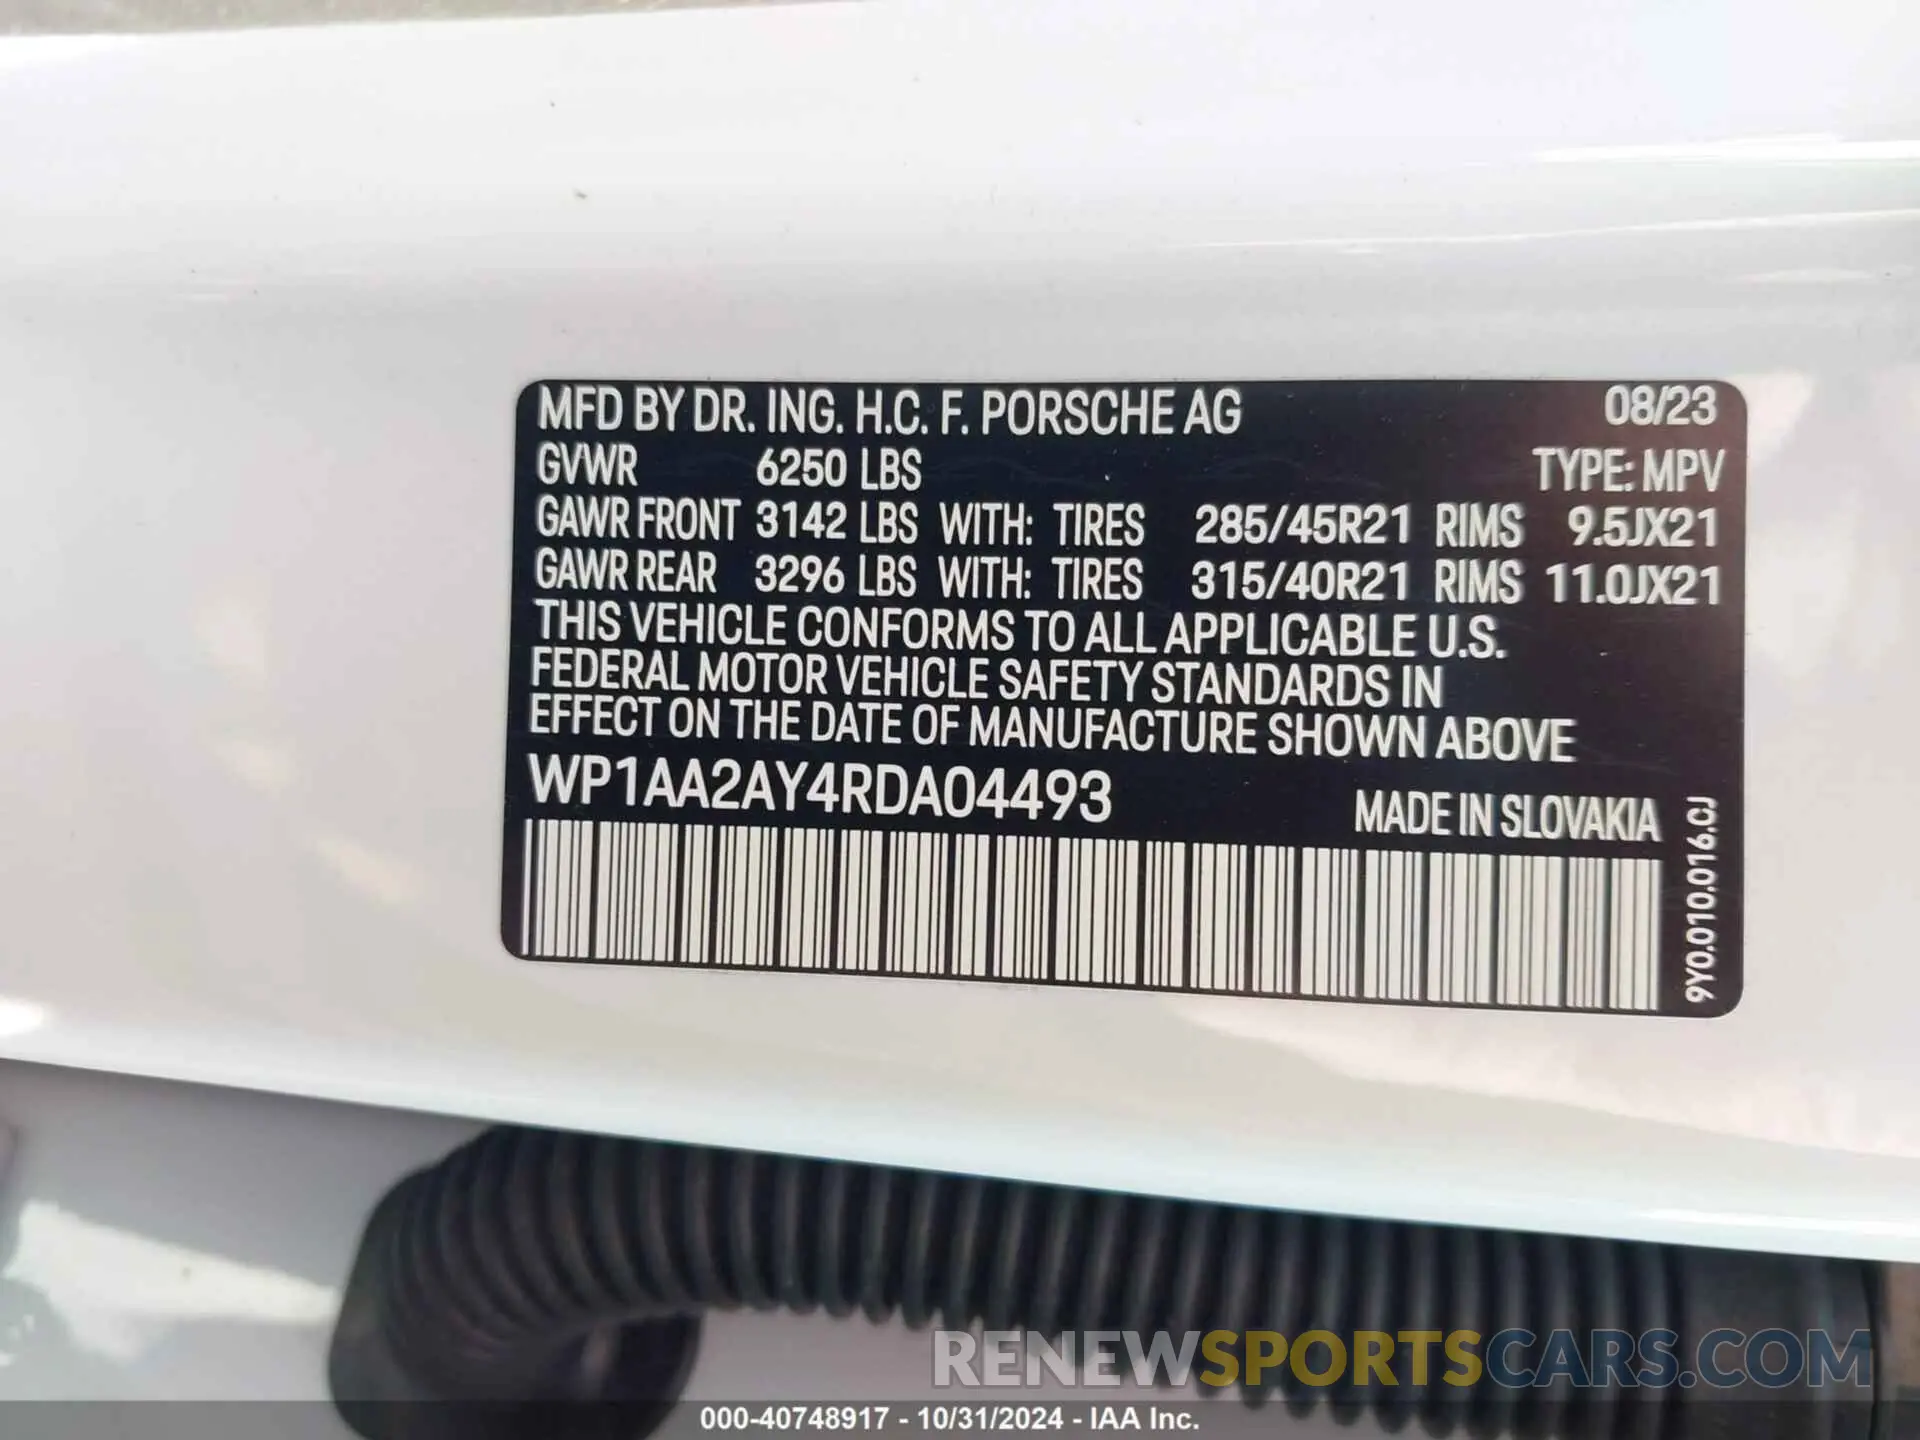 MFD BY DR. ING. H.C. F. PORSCHE AG 08/23
GVWR 6250 LBS TYPE: MPV
GAWR FRONT 3142 LBS WITH: TIRES 285/45R21 RIMS 9.5JX21
GAWR REAR 3296 LBS WITH: TIRES 315/40R21 RIMS 11.0JX21
THIS VEHICLE CONFORMS TO ALL APPLICABLE U.S.
FEDERAL MOTOR VEHICLE SAFETY STANDARDS IN
EFFECT ON THE DATE OF MANUFACTURE SHOWN ABOVE
WP1AA2AY4RDA04493 MADE IN SLOVAKIA
9Y0.010.016.CJ
RENEWSPORTSCARS.COM
000-40748917 - 10/31/2024 - IAA Inc.